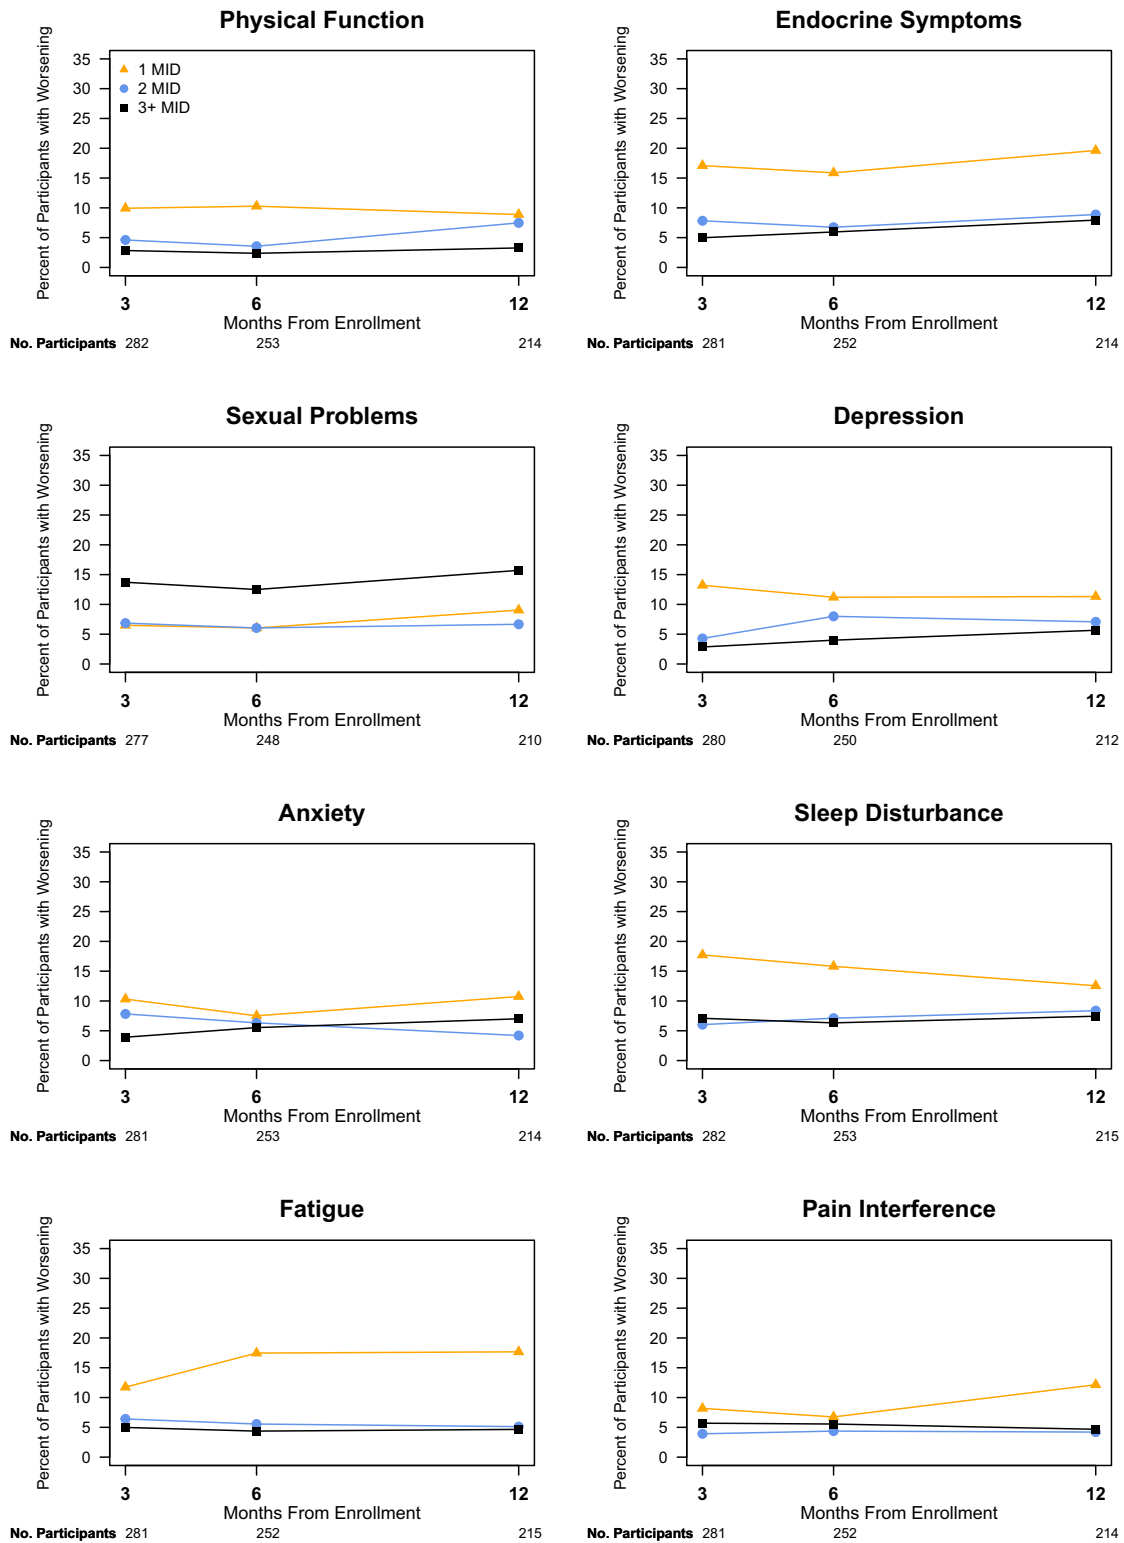 Physical Function
Percent of Participants with Worsening
35
30
25
20
15
10
5
0
1 MID
2 MID
3+ MID
3 6 12
Months From Enrollment
No. Participants 282 253 214
Endocrine Symptoms
Percent of Participants with Worsening
35
30
25
20
15
10
5
0
3 6 12
Months From Enrollment
No. Participants 281 252 214
Sexual Problems
Percent of Participants with Worsening
35
30
25
20
15
10
5
0
3 6 12
Months From Enrollment
No. Participants 277 248 210
Depression
Percent of Participants with Worsening
35
30
25
20
15
10
5
0
3 6 12
Months From Enrollment
No. Participants 280 250 212
Anxiety
Percent of Participants with Worsening
35
30
25
20
15
10
5
0
3 6 12
Months From Enrollment
No. Participants 281 253 214
Sleep Disturbance
Percent of Participants with Worsening
35
30
25
20
15
10
5
0
3 6 12
Months From Enrollment
No. Participants 282 253 215
Fatigue
Percent of Participants with Worsening
35
30
25
20
15
10
5
0
3 6 12
Months From Enrollment
No. Participants 281 252 215
Pain Interference
Percent of Participants with Worsening
35
30
25
20
15
10
5
0
3 6 12
Months From Enrollment
No. Participants 281 252 214